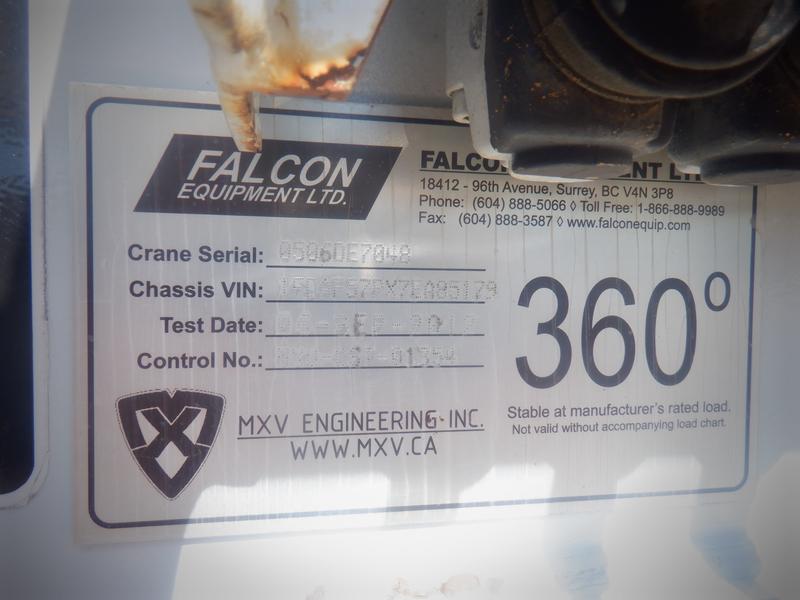 FALCON
EQUIPMENT LTD.
18412 - 96th Avenue, Surrey, BC V4N 3P8
Phone: (604) 888-5066 ◊ Toll Free: 1-866-888-9989
Fax: (604) 888-3587 ◊ www.falconequip.com
Crane Serial: 0506DE7048
Chassis VIN:
Test Date:
Control No.:
360°
Stable at manufacturer's rated load.
Not valid without accompanying load chart.
MXV ENGINEERING INC.
WWW.MXV.CA